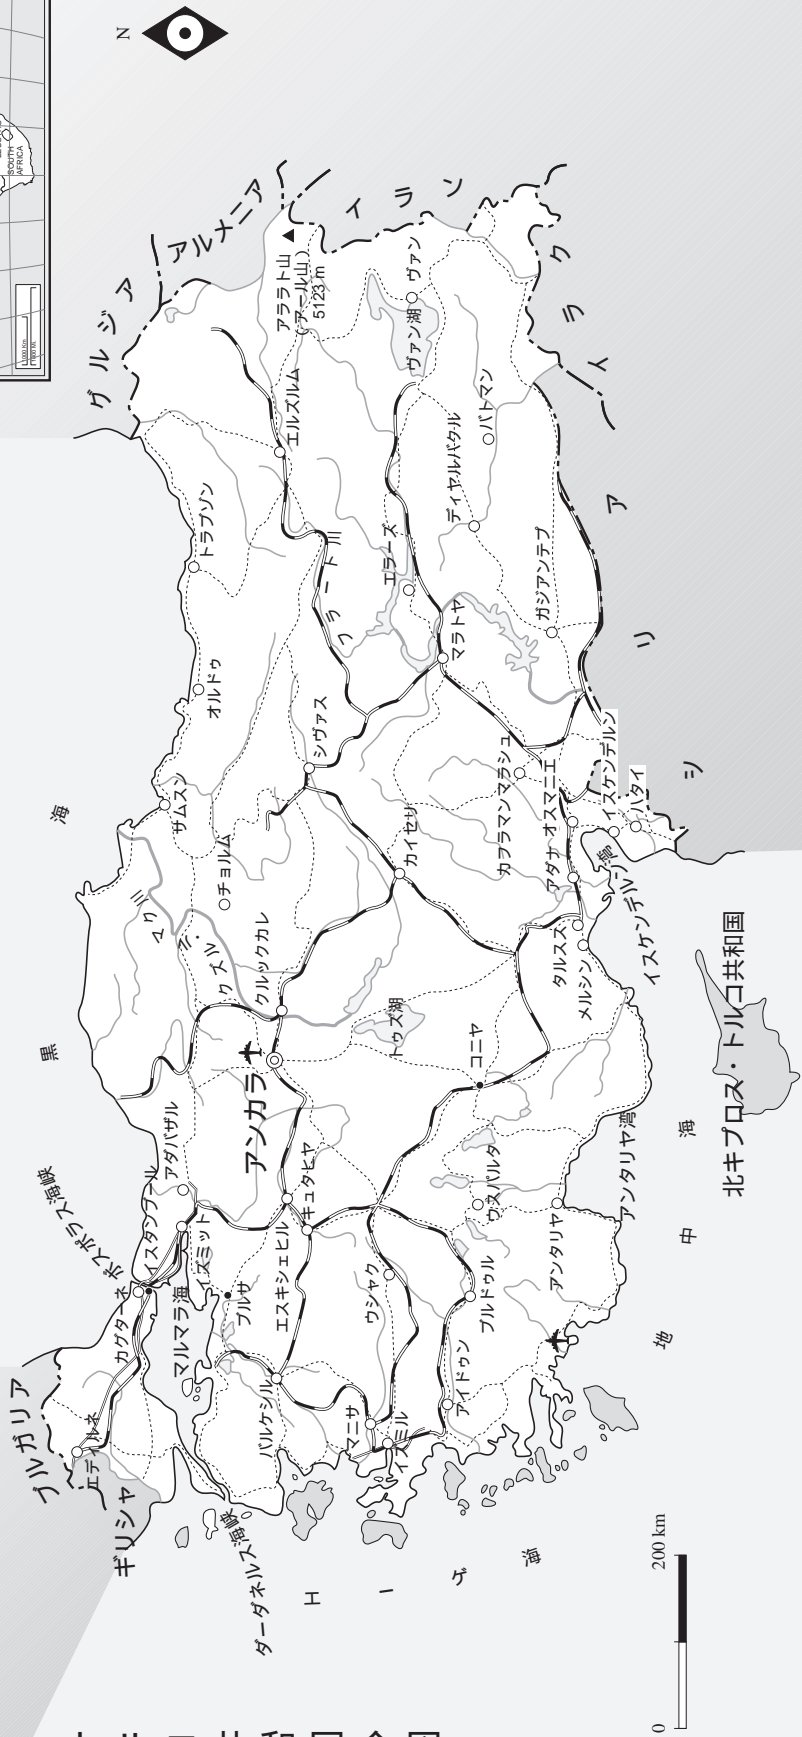 ブルガリア
ギリシャ
エディルネ
ボスポラス海峡
カグターネ
イスタンブール
マルマラ海
イズミット
アダパザル
ダーダネルス海峡
ブルサ
バルケシル
エスキシェヒル
キュタヒヤ
マニサ
イズミル
ウシャク
アイドゥン
ブルドゥル
ウスパルタ
アンタリヤ
アンタリヤ湾
エーゲ海
地中海
黒海
アンカラ
クルックカレ
マク川
チョルム
サムスン
オルドゥ
トラブゾン
トゥズ湖
コニヤ
カイセリ
シヴァス
フラート川
エルズルム
アララト山
(アール山)
5123 m
ヴァン湖
ヴァン
バトマン
ディヤルバクル
エラーズ
マラトヤ
ガジアンテプ
カフラマンマラシュ
オスマニエ
アダナ
タルスス
メルシン
イスケンデルン
ハタイ
イスケンデルン湾
北キプロス・トルコ共和国
グルジア
アルメニア
イラン
イラク
シリア
N
0
200 km
SOUTH
AFRICA